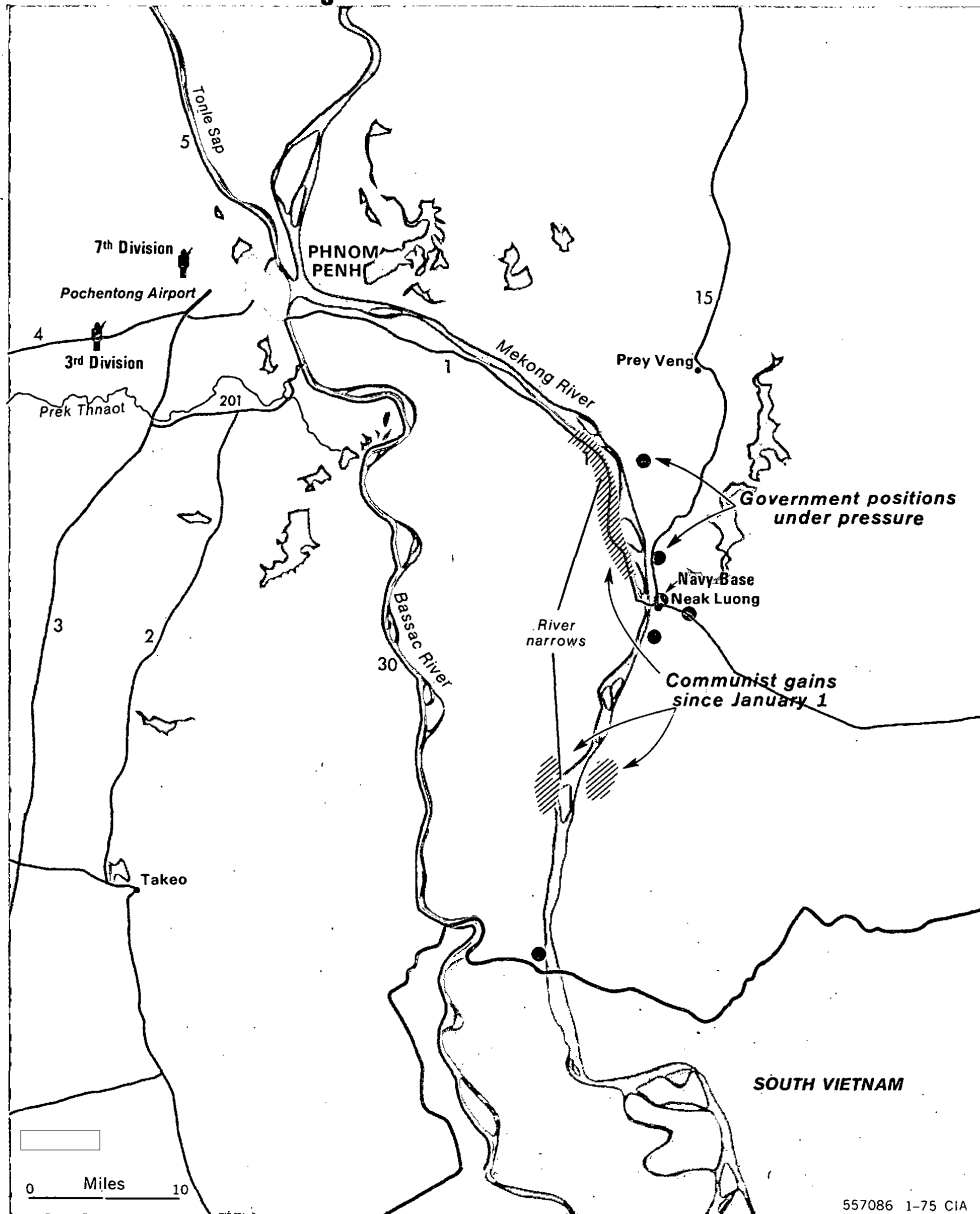 Tonle Sap
5
7th Division
PHNOM
PENH
Pochentong Airport
15
4
3rd Division
Mekong River
1
Prey Veng
Prek Thnaot
201
1
Government positions
under pressure
Navy Base
Neak Luong
3
2
Bassac River
30
River
narrows
Communist gains
since January 1
Takeo
SOUTH VIETNAM
Miles
0 10
557086 1-75 CIA